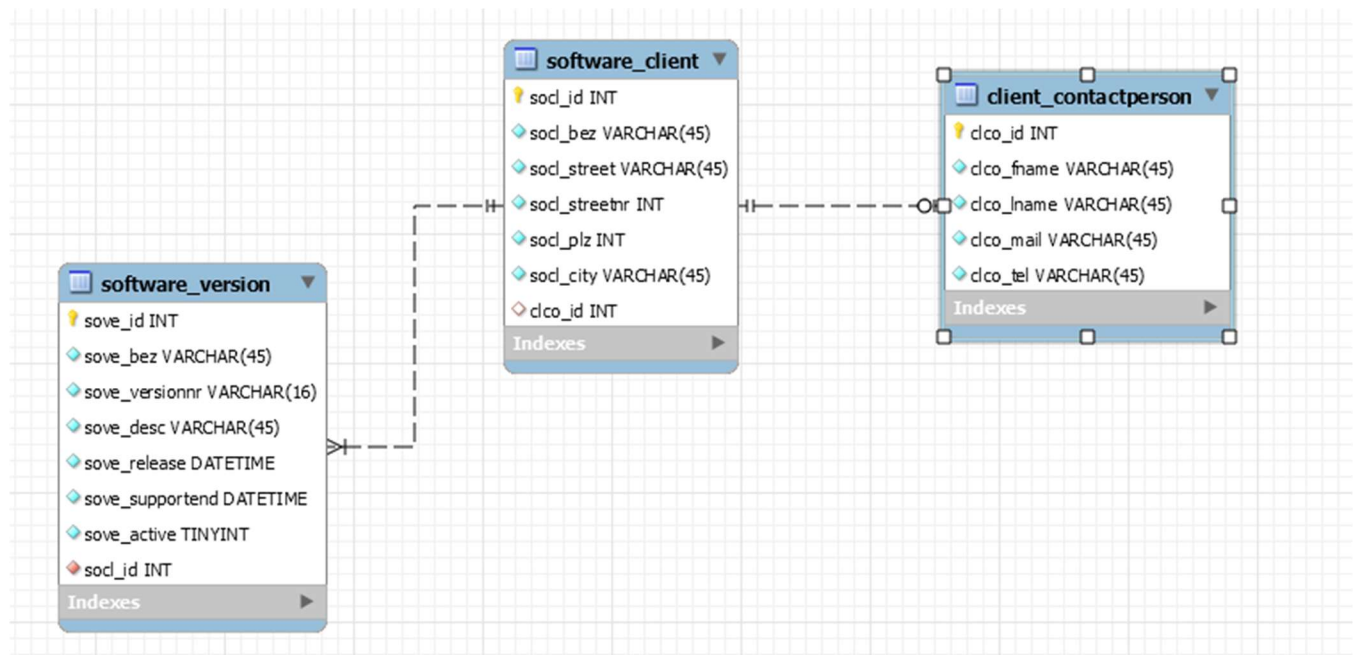 software_client
socl_id INT
socl_bez VARCHAR(45)
socl_street VARCHAR(45)
socl_streetnr INT
socl_plz INT
socl_city VARCHAR(45)
clco_id INT
Indexes
client_contactperson
clco_id INT
clco_fname VARCHAR(45)
clco_lname VARCHAR(45)
clco_mail VARCHAR(45)
clco_tel VARCHAR(45)
Indexes
software_version
sove_id INT
sove_bez VARCHAR(45)
sove_versionnr VARCHAR(16)
sove_desc VARCHAR(45)
sove_release DATETIME
sove_supportend DATETIME
sove_active TINYINT
socl_id INT
Indexes